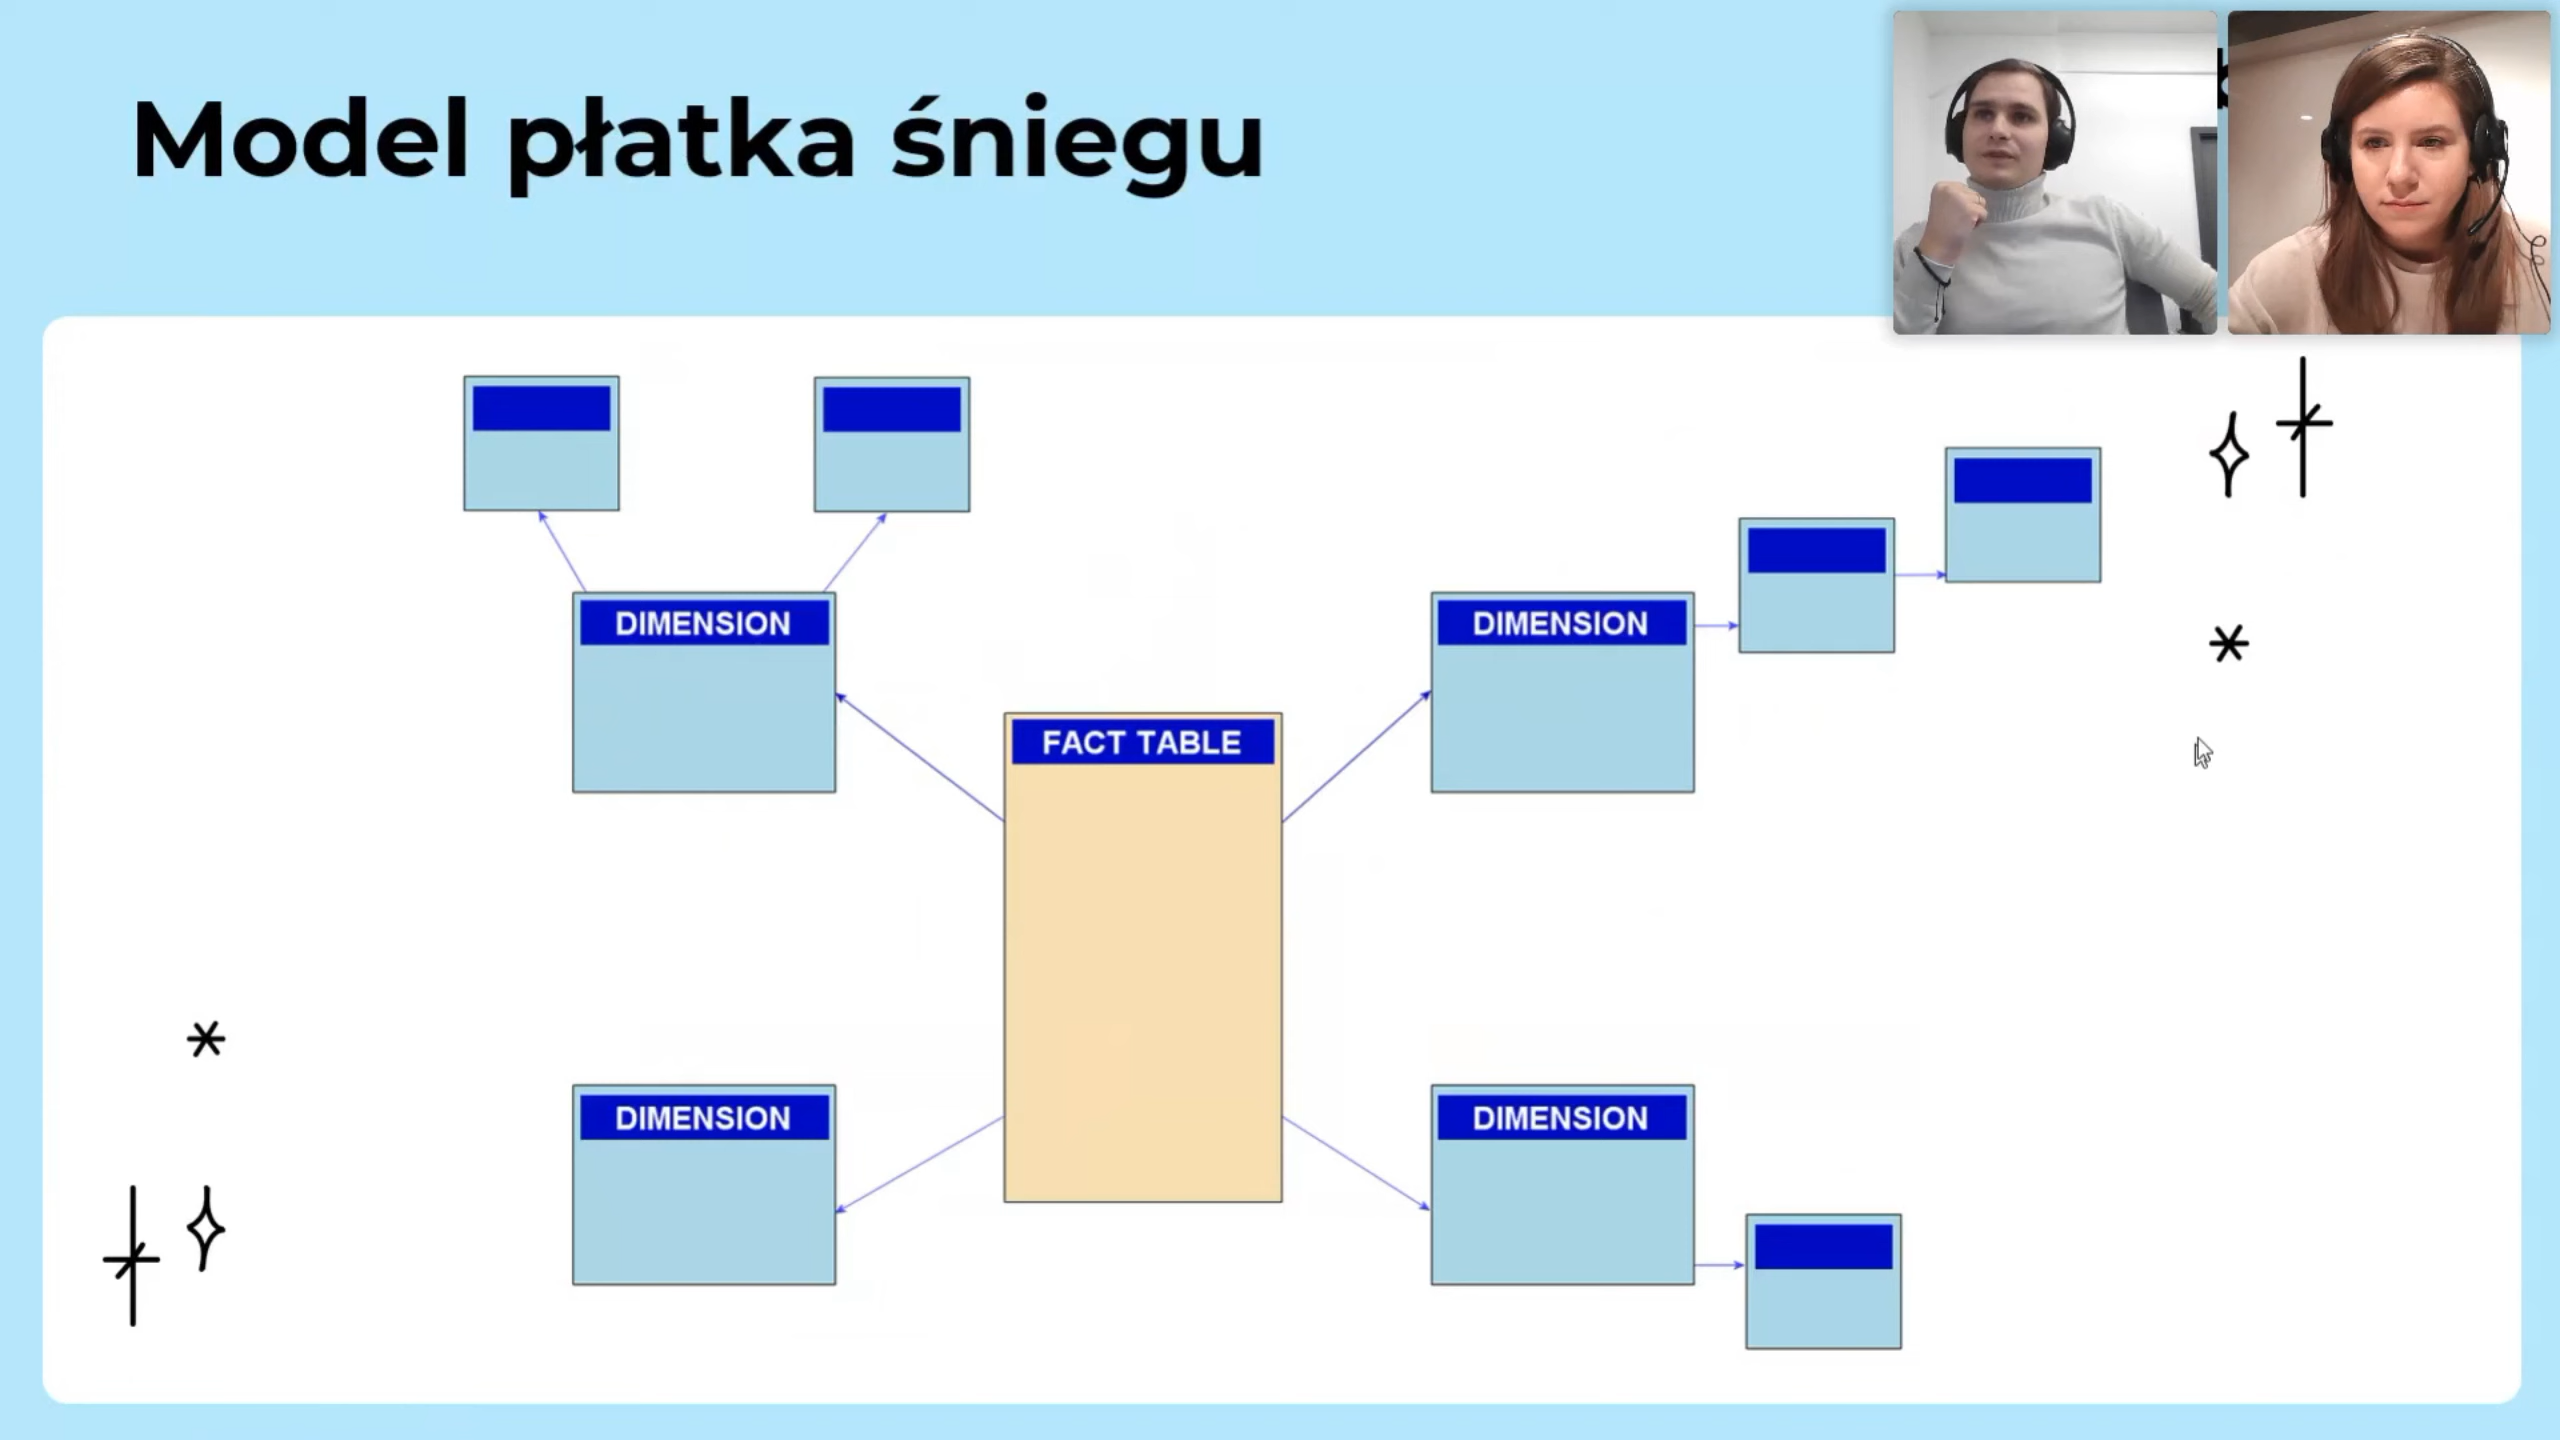 Model płatka śniegu
DIMENSION
DIMENSION
FACT TABLE
DIMENSION
DIMENSION